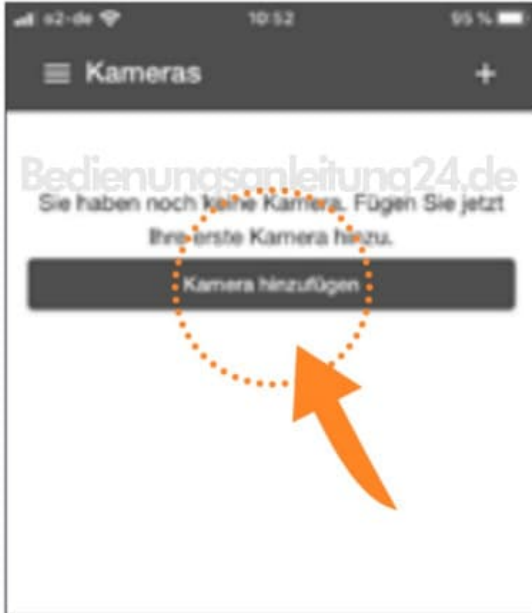 o2-de 10:52 95 %
Kameras +
Bedienungsanleitung24.de
Sie haben noch keine Kamera. Fügen Sie jetzt
Ihre erste Kamera hinzu.
Kamera hinzufügen